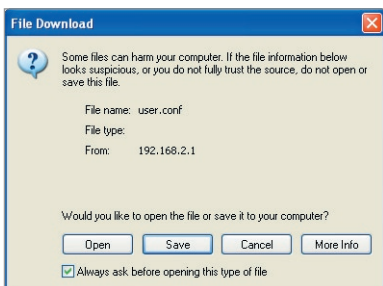 File Download
Some files can harm your computer. If the file information below
looks suspicious, or you do not fully trust the source, do not open or
save this file.
File name: user.conf
File type:
From: 192.168.2.1
Would you like to open the file or save it to your computer?
Open Save Cancel More Info
Always ask before opening this type of file